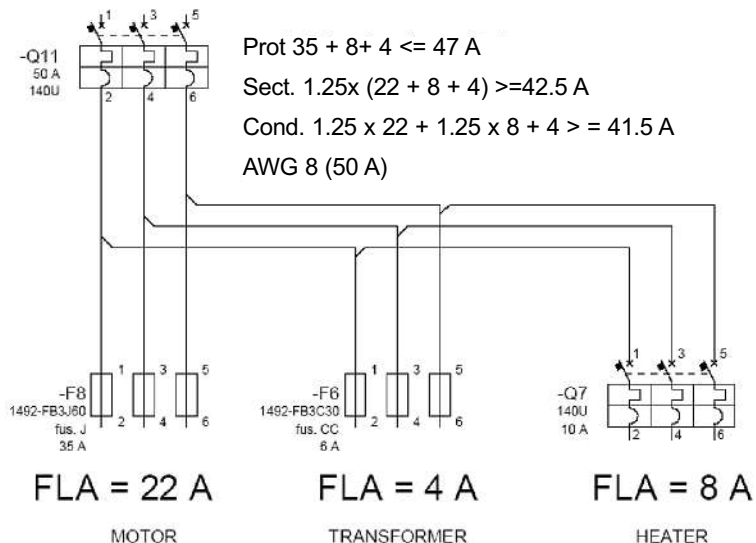 1 3 5
-Q11
50 A
140U
2 4 6
Prot 35 + 8+ 4 <= 47 A
Sect. 1.25x (22 + 8 + 4) >=42.5 A
Cond. 1.25 x 22 + 1.25 x 8 + 4 > = 41.5 A
AWG 8 (50 A)
1 3 5
-F8
1492-FB3J60
fus. J
35 A
2 4 6
1 3 5
-F6
1492-FB3C30
fus. CC
6 A
2 4 6
1 3 5
-Q7
140U
10 A
2 4 6
FLA = 22 A
FLA = 4 A
FLA = 8 A
MOTOR
TRANSFORMER
HEATER